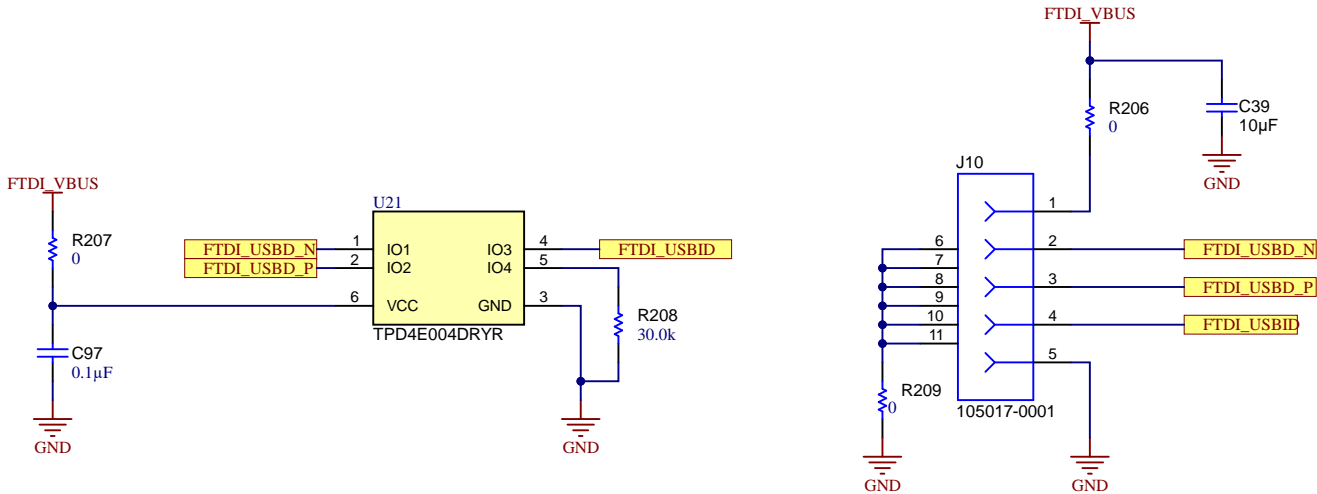 FTDI_VBUS
R207
0
C97
0.1µF
GND
U21
FTDI_USBD_N
FTDI_USBD_P
1
2
6
IO1
IO2
VCC
IO3
IO4
GND
4
5
3
FTDI_USBID
TPD4E004DRYR
R208
30.0k
GND
FTDI_VBUS
R206
0
C39
10µF
GND
J10
1
2
3
4
5
6
7
8
9
10
11
FTDI_USBD_N
FTDI_USBD_P
FTDI_USBID
105017-0001
R209
0
GND
GND